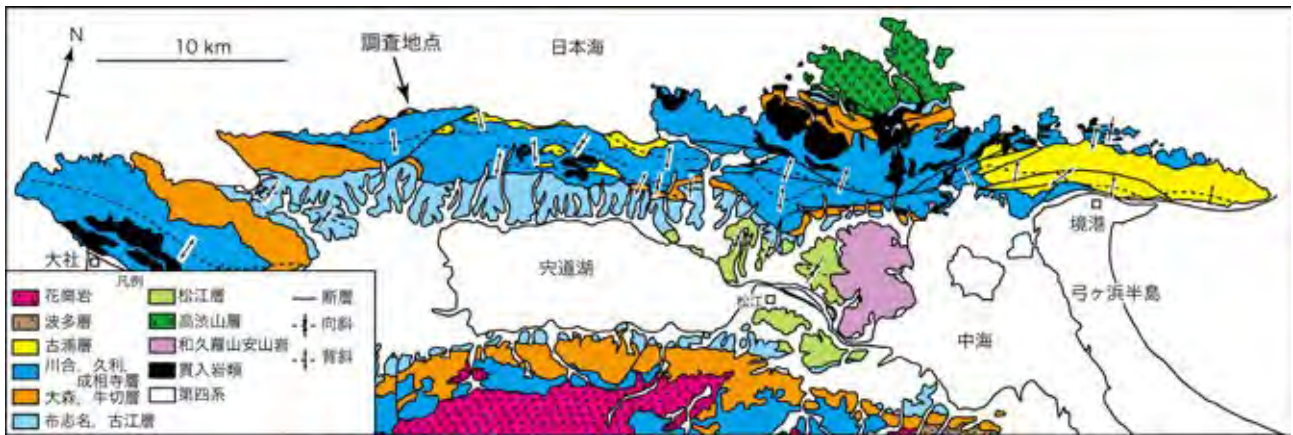 N
10 km
調査地点
日本海
大社
宍道湖
松江
境港
弓ヶ浜半島
中海
凡例
花崗岩
波多層
古浦層
川合, 久利,
成相寺層
大森, 牛切層
布志名, 古江層
松江層
高渋山層
和久羅山安山岩
貫入岩類
第四系
断層
向斜
背斜